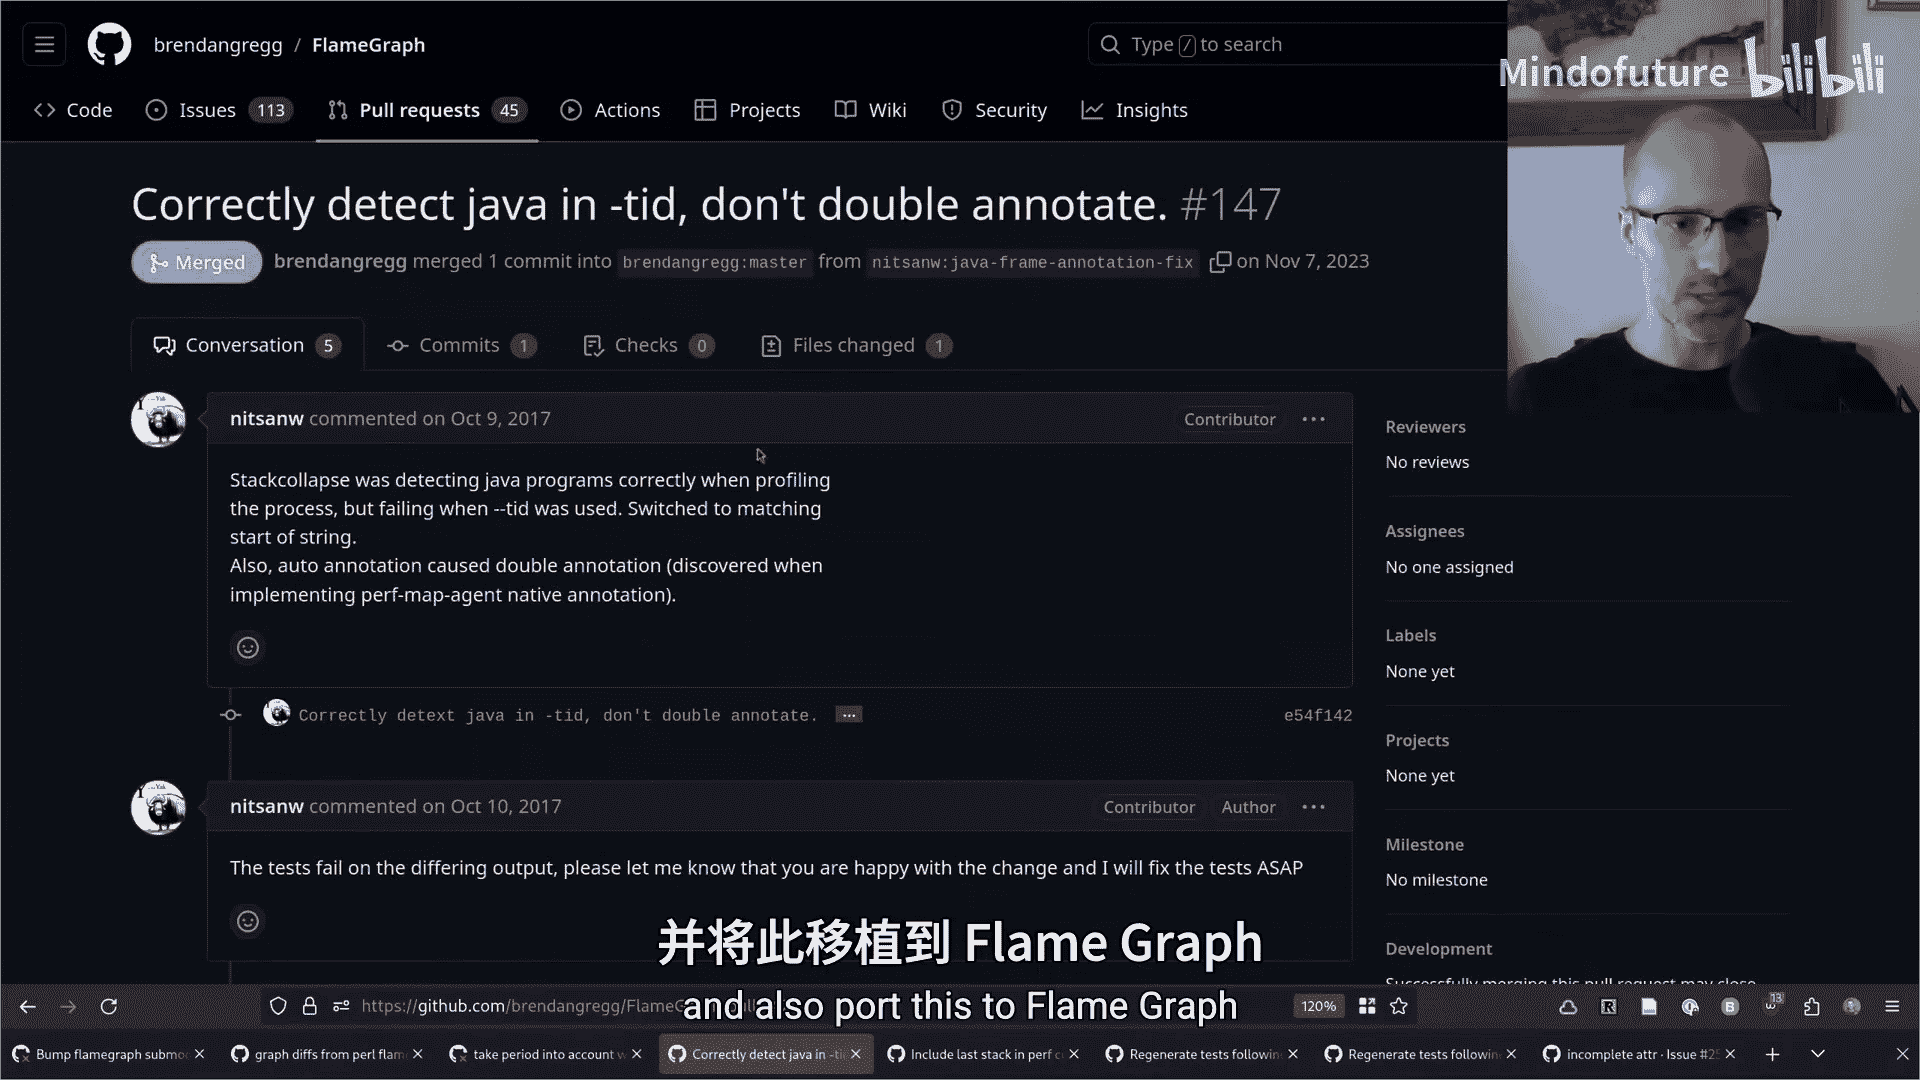 brendangregg / FlameGraph
Type / to search
Mindofuture bilibili
Code
Issues 113
Pull requests 45
Actions
Projects
Wiki
Security
Insights
Correctly detect java in -tid, don't double annotate. #147
Merged brendangregg merged 1 commit into brendangregg:master from nitsanw:java-frame-annotation-fix on Nov 7, 2023
Conversation 5
Commits 1
Checks 0
Files changed 1
nitsanw commented on Oct 9, 2017
Contributor
Stackcollapse was detecting java programs correctly when profiling
the process, but failing when --tid was used. Switched to matching
start of string.
Also, auto annotation caused double annotation (discovered when
implementing perf-map-agent native annotation).
Correctly detext java in -tid, don't double annotate. ...
e54f142
nitsanw commented on Oct 10, 2017
Contributor
Author
The tests fail on the differing output, please let me know that you are happy with the change and I will fix the tests ASAP
Reviewers
No reviews
Assignees
No one assigned
Labels
None yet
Projects
None yet
Milestone
No milestone
Development
Successfully merging this pull request may close
并将此移植到 Flame Graph
and also port this to Flame Graph
https://github.com/brendangregg/FlameG
120%
13
Bump flamegraph submo
graph diffs from perl flam
take period into account w
Correctly detect java in -ti
Include last stack in perf c
Regenerate tests followin
Regenerate tests followin
incomplete attr · Issue #2